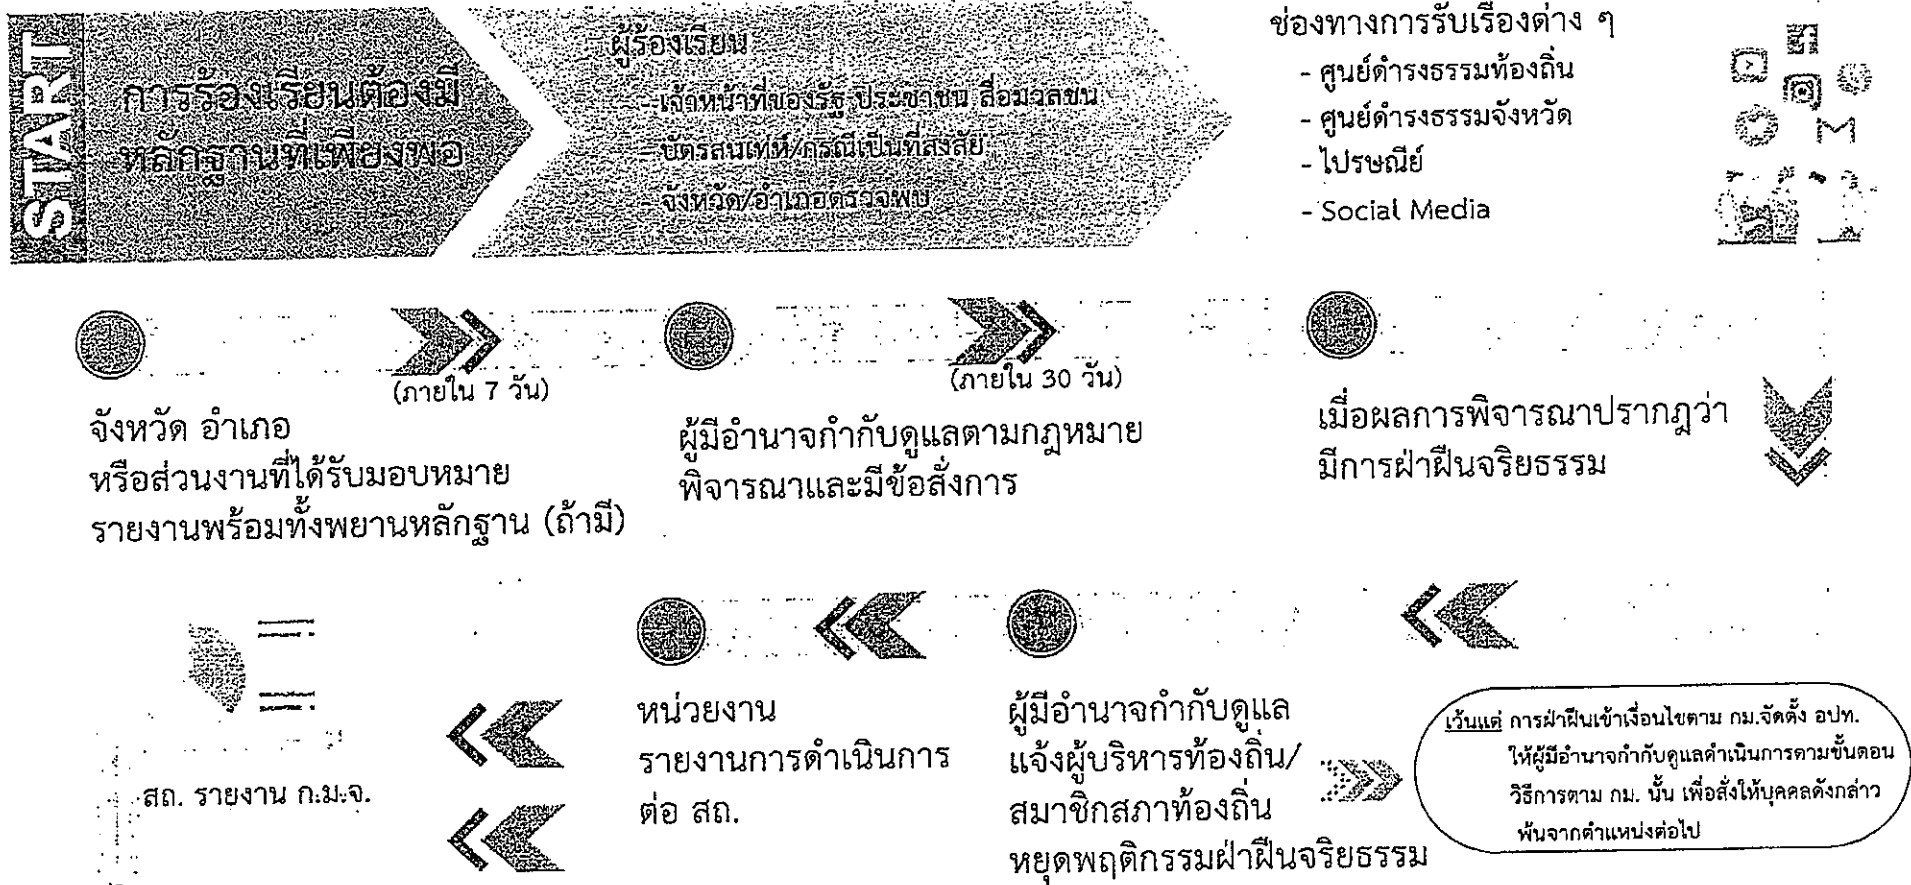 START
การร้องเรียนต้องมี
หลักฐานที่เพียงพอ
ผู้ร้องเรียน
- เจ้าหน้าที่ของรัฐ ประชาชน สื่อมวลชน
- บัตรสนเท่ห์/กรณีเป็นที่สงสัย
- จังหวัด/อำเภอตรวจพบ
ช่องทางการรับเรื่องต่าง ๆ
- ศูนย์ดำรงธรรมท้องถิ่น
- ศูนย์ดำรงธรรมจังหวัด
- ไปรษณีย์
- Social Media
(ภายใน 7 วัน)
(ภายใน 30 วัน)
จังหวัด อำเภอ
หรือส่วนงานที่ได้รับมอบหมาย
รายงานพร้อมทั้งพยานหลักฐาน (ถ้ามี)
ผู้มีอำนาจกำกับดูแลตามกฎหมาย
พิจารณาและมีข้อสั่งการ
เมื่อผลการพิจารณาปรากฏว่า
มีการฝ่าฝืนจริยธรรม
เว้นแต่ การฝ่าฝืนเข้าเงื่อนไขตาม กม.จัดตั้ง อปท.
ให้ผู้มีอำนาจกำกับดูแลดำเนินการตามขั้นตอน
วิธีการตาม กม. นั้น เพื่อสั่งให้บุคคลดังกล่าว
พ้นจากตำแหน่งต่อไป
ผู้มีอำนาจกำกับดูแล
แจ้งผู้บริหารท้องถิ่น/
สมาชิกสภาท้องถิ่น
หยุดพฤติกรรมฝ่าฝืนจริยธรรม
หน่วยงาน
รายงานการดำเนินการ
ต่อ สถ.
สถ. รายงาน ก.ม.จ.